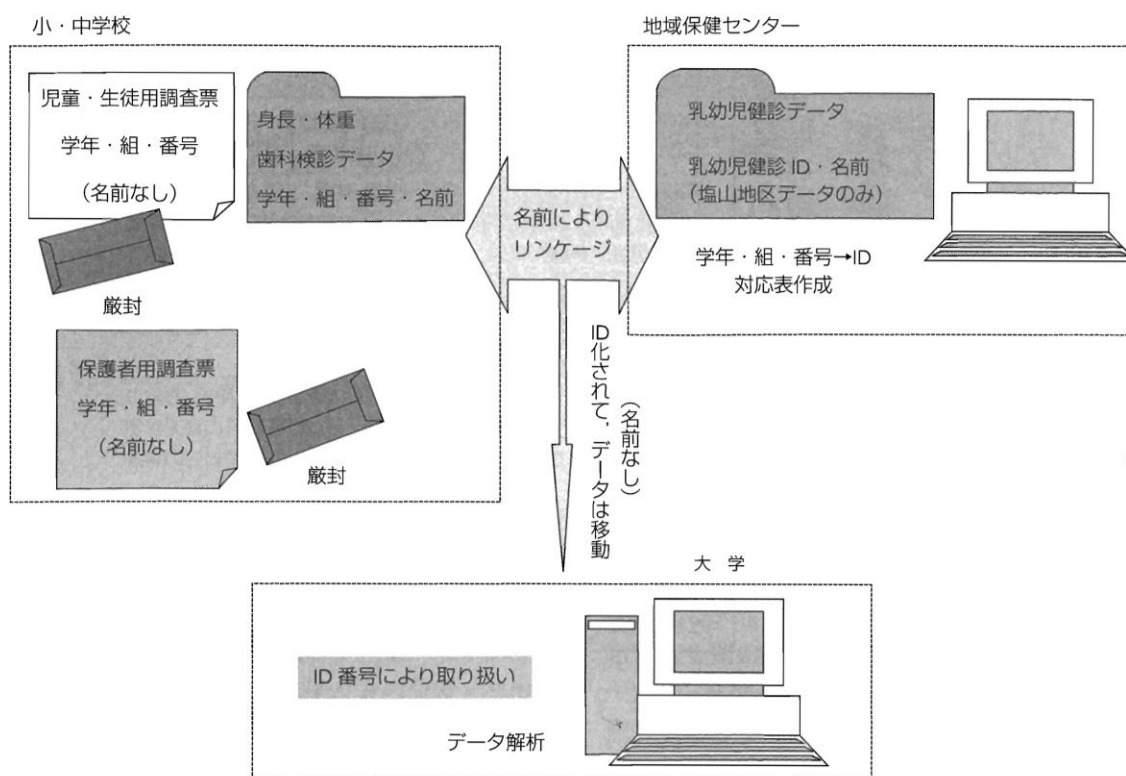 小・中学校
児童・生徒用調査票
学年・組・番号
(名前なし)
厳封
身長・体重
歯科検診データ
学年・組・番号・名前
保護者用調査票
学年・組・番号
(名前なし)
厳封
名前により
リンケージ
地域保健センター
乳幼児健診データ
乳幼児健診 ID・名前
(塩山地区データのみ)
学年・組・番号→ID
対応表作成
ID化されて，データは移動
(名前なし)
大 学
ID 番号により取り扱い
データ解析